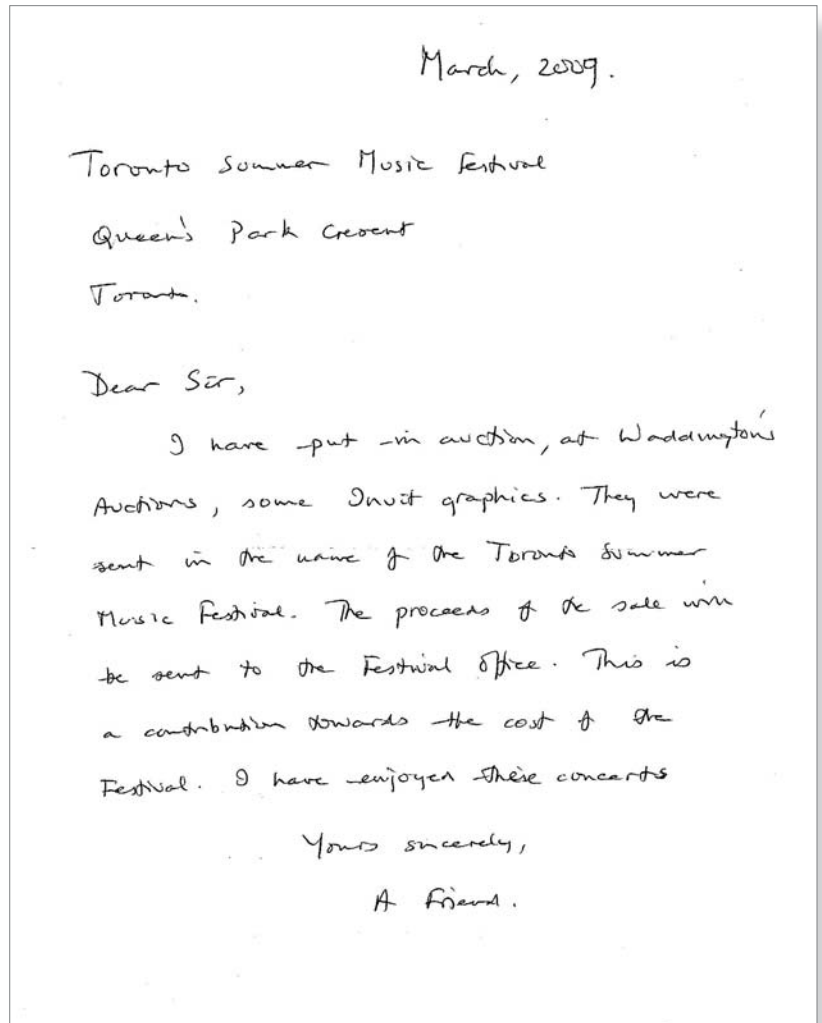 March, 2009.
Toronto Summer Music Festival
Queen's Park Cresent
Toronto.
Dear Sir,
I have put in auction, at Waddington's
Auctions, some Inuit graphics. They were
sent in the name of the Toronto Summer
Music Festival. The proceeds of the sale will
be sent to the Festival Office. This is
a contribution towards the cost of the
Festival. I have enjoyed these concerts
Yours sincerely,
A Friend.